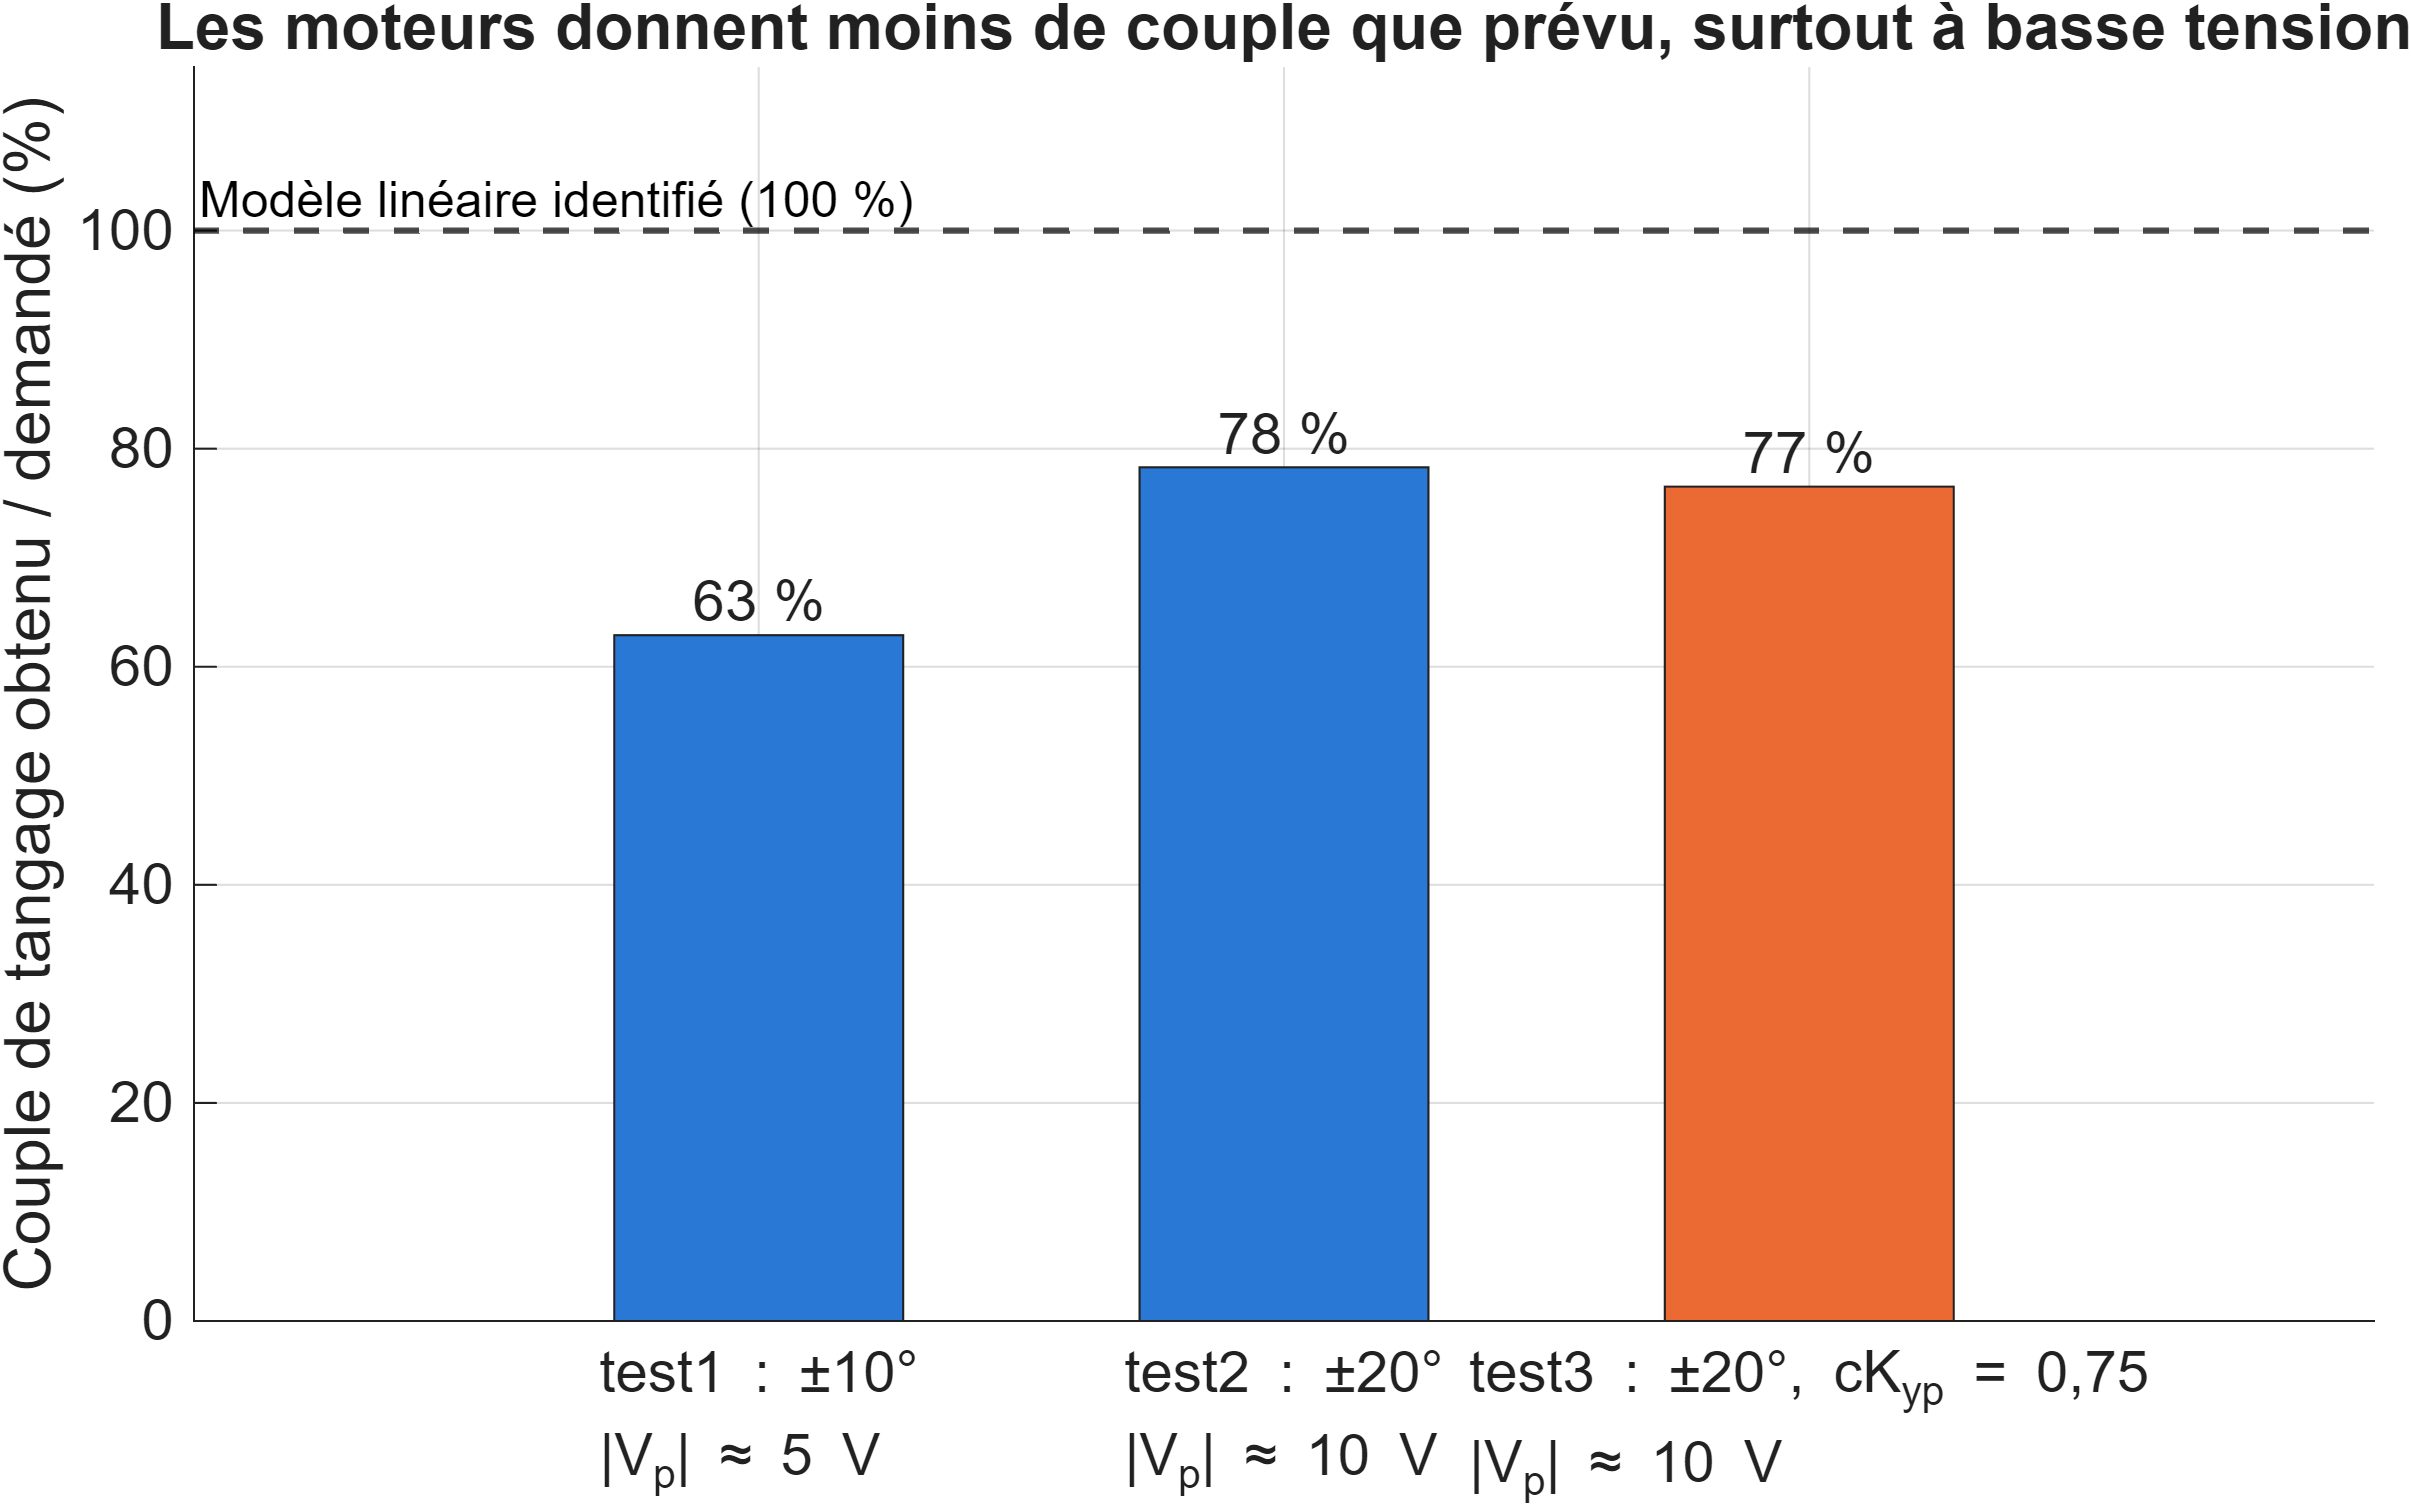 Les moteurs donnent moins de couple que prévu, surtout à basse tension
Couple de tangage obtenu / demandé (%)
Modèle linéaire identifié (100 %)
100
80
60
40
20
0
63 %
78 %
77 %
test1 : ±10°
|Vp| ≈ 5 V
test2 : ±20°
|Vp| ≈ 10 V
test3 : ±20°, cKyp = 0,75
|Vp| ≈ 10 V